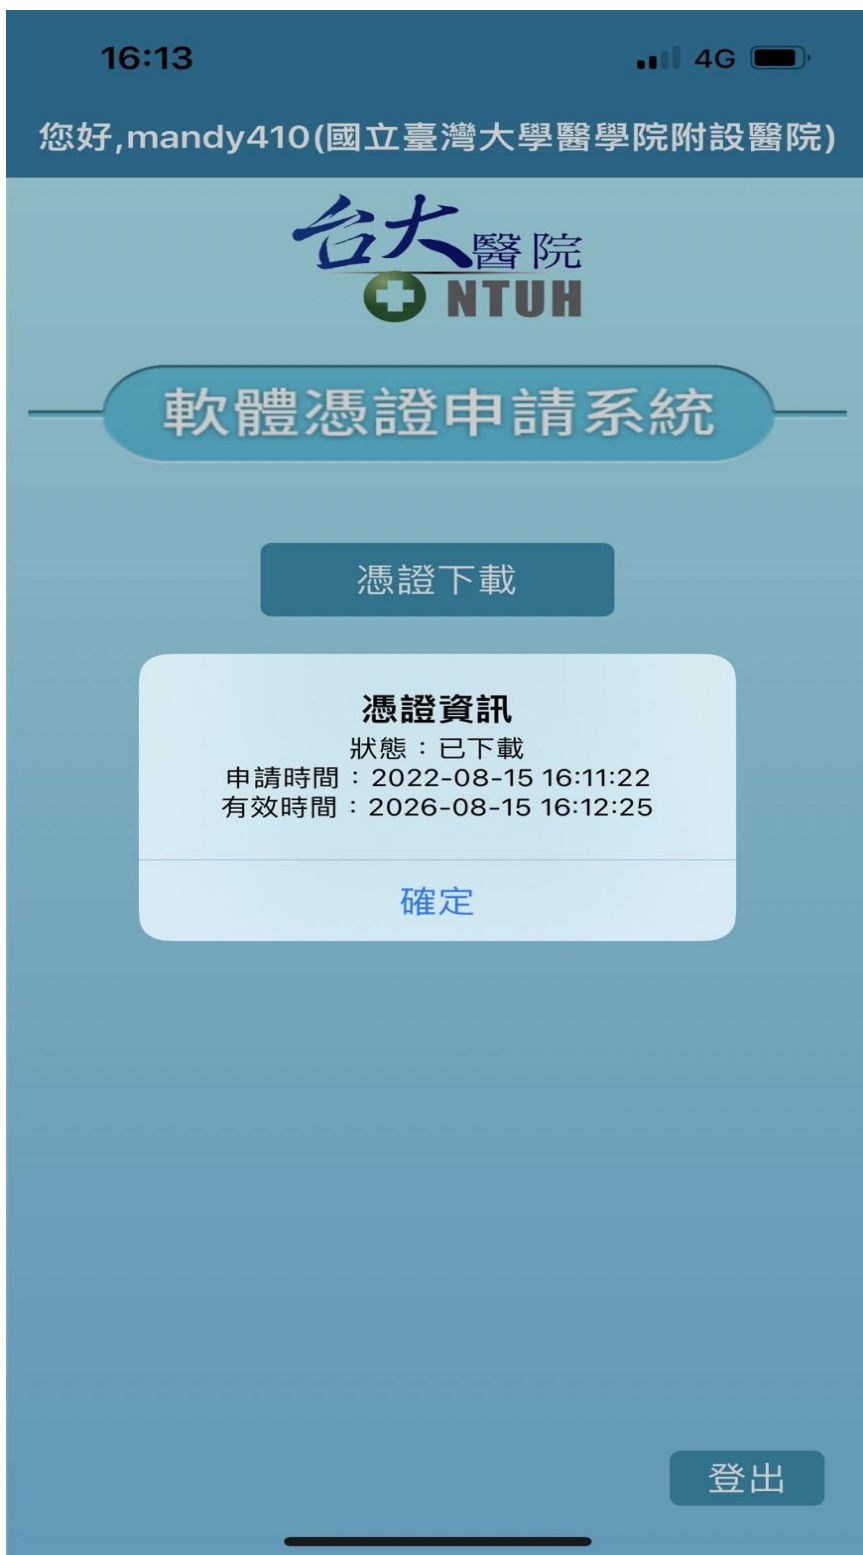 16:13
4G
您好,mandy410(國立臺灣大學醫學院附設醫院)
台大醫院
NTUH
軟體憑證申請系統
憑證下載
憑證資訊
狀態：已下載
申請時間：2022-08-15 16:11:22
有效時間：2026-08-15 16:12:25
確定
登出